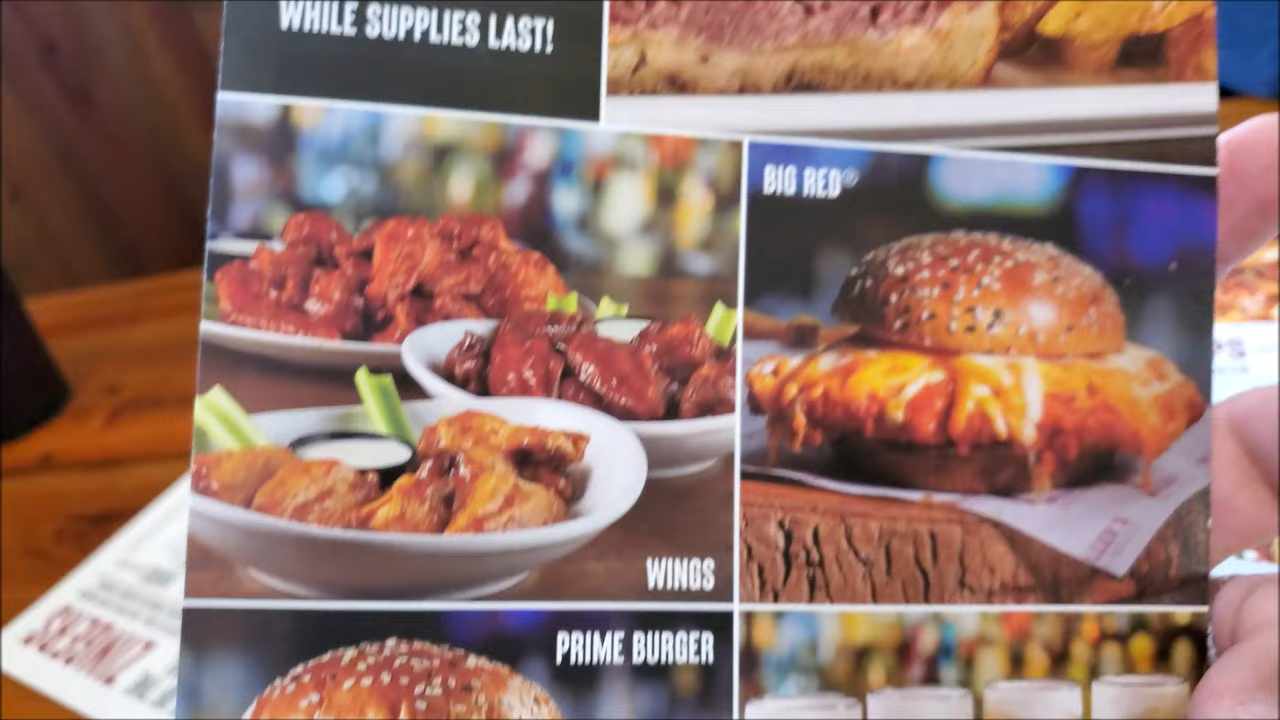 WHILE SUPPLIES LAST!
BIG RED®
WINGS
PRIME BURGER